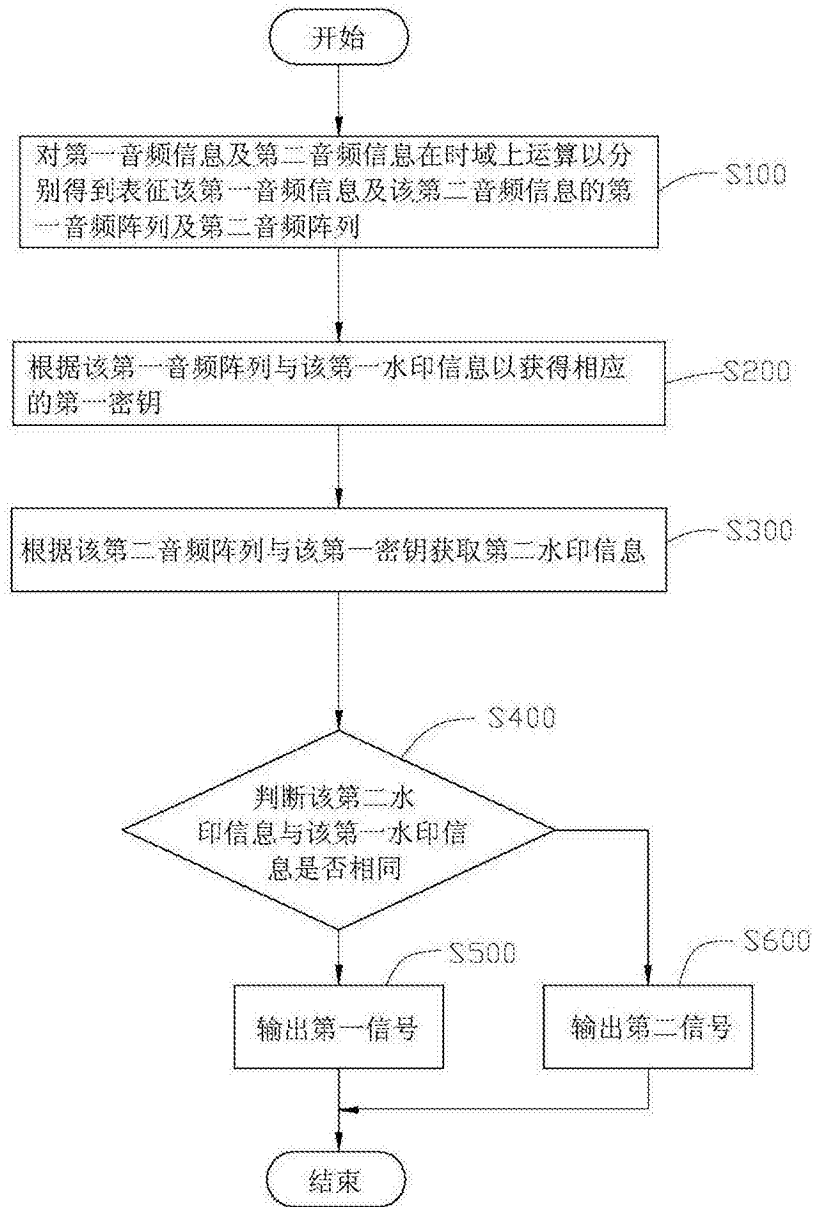 开始
对第一音频信息及第二音频信息在时域上运算以分
别得到表征该第一音频信息及该第二音频信息的第
一音频阵列及第二音频阵列
S100
根据该第一音频阵列与该第一水印信息以获得相应
的第一密钥
S200
根据该第二音频阵列与该第一密钥获取第二水印信息
S300
S400
判断该第二水
印信息与该第一水印信
息是否相同
S500
输出第一信号
S600
输出第二信号
结束